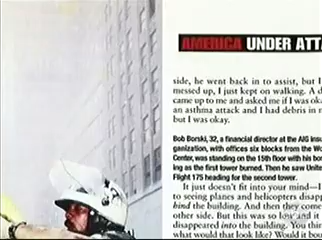 AMERICA UNDER ATTA
side, he went back in to assist, but I
messed up, I just kept walking. A d
came up to me and asked me if I was ok
an asthma attack and I had debris in r
but I was okay.
Bob Borski, 32, a financial director at the AIG insu
ganization, with offices six blocks from the Wo
Center, was standing on the 15th floor with his bo
ing as the first tower burned. Then he saw Unite
Flight 175 heading for the second tower.
It just doesn't fit into your mind—I
to seeing planes and helicopters disapp
hind the building. And then they come
other side. But this was so low and it
disappeared into the building. You thin
what would that look like? Would it bou